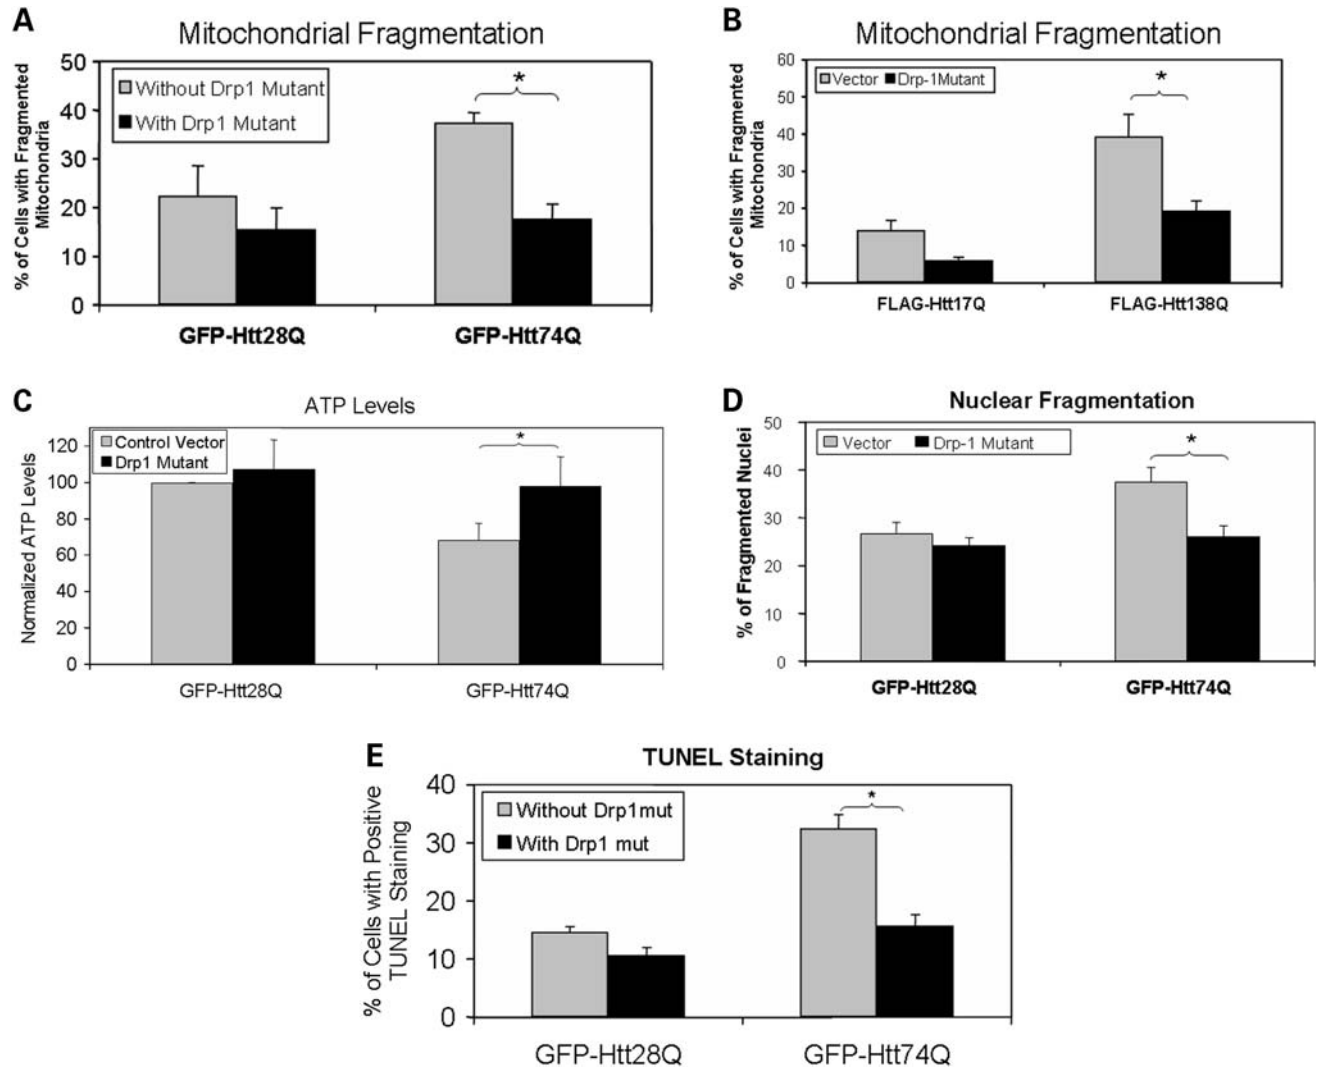 A
Mitochondrial Fragmentation
% of Cells with Fragmented
Mitochondria
50
40
30
20
10
0
Without Drp1 Mutant
With Drp1 Mutant
*
GFP-Htt28Q
GFP-Htt74Q
B
Mitochondrial Fragmentation
% of Cells with Fragmented
Mitochondria
60
50
40
30
20
10
0
Vector Drp-1Mutant
*
FLAG-Htt17Q
FLAG-Htt138Q
C
ATP Levels
Normalized ATP Levels
120
100
80
60
40
20
0
Control Vector
Drp1 Mutant
*
GFP-Htt28Q
GFP-Htt74Q
D
Nuclear Fragmentation
% of Fragmented Nuclei
50
40
30
20
10
0
Vector Drp-1 Mutant
*
GFP-Htt28Q
GFP-Htt74Q
E
TUNEL Staining
% of Cells with Positive
TUNEL Staining
40
30
20
10
0
Without Drp1mut
With Drp1 mut
*
GFP-Htt28Q
GFP-Htt74Q